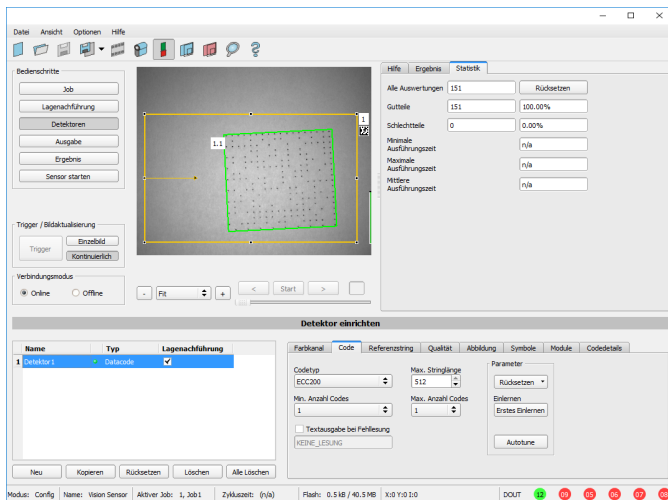 Datei Ansicht Optionen Hilfe
Bedienschritte
Job
Lagenachführung
Detektoren
Ausgabe
Ergebnis
Sensor starten
Trigger / Bildaktualisierung
Trigger
Einzelbild
Kontinuierlich
Verbindungsmodus
Online Offline
1
1.1
- Fit + < Start >
Hilfe Ergebnis Statistik
Alle Auswertungen 151 Rücksetzen
Gutteile 151 100.00%
Schlechtteile 0 0.00%
Minimale
Ausführungszeit n/a
Maximale
Ausführungszeit n/a
Mittlere
Ausführungszeit n/a
Detektor einrichten
Name Typ Lagenachführung
1 Detektor1 Datacode
Neu Kopieren Rücksetzen Löschen Alle Löschen
Farbkanal Code Referenzstring Qualität Abbildung Symbole Module Codedetails
Codetyp Max. Stringlänge
ECC200 512
Min. Anzahl Codes Max. Anzahl Codes
1 1
Textausgabe bei Fehllesung
KEINE_LESUNG
Parameter
Rücksetzen
Einlernen
Erstes Einlernen
Autotune
Modus: Config Name: Vision Sensor Aktiver Job: 1, Job1 Zykluszeit: (n/a) Flash: 0.5 kB / 40.5 MB X:0 Y:0 I:0 DOUT 12 09 05 06 07 08